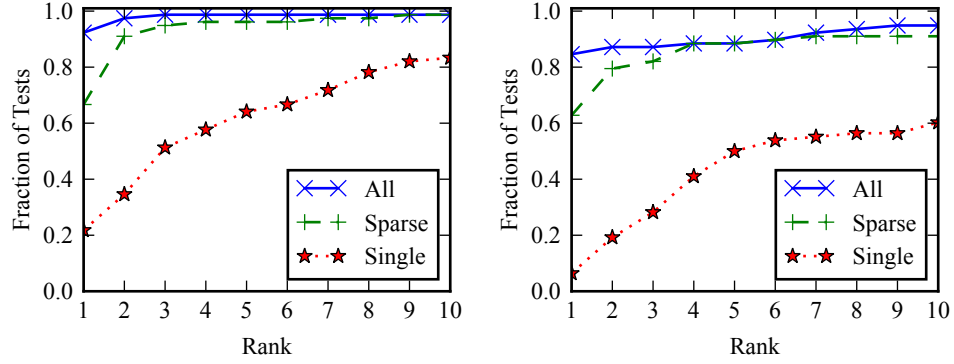 1.0
0.8
0.6
0.4
0.2
0.0
Fraction of Tests
All
Sparse
Single
1 2 3 4 5 6 7 8 9 10
Rank
1.0
0.8
0.6
0.4
0.2
0.0
Fraction of Tests
All
Sparse
Single
1 2 3 4 5 6 7 8 9 10
Rank